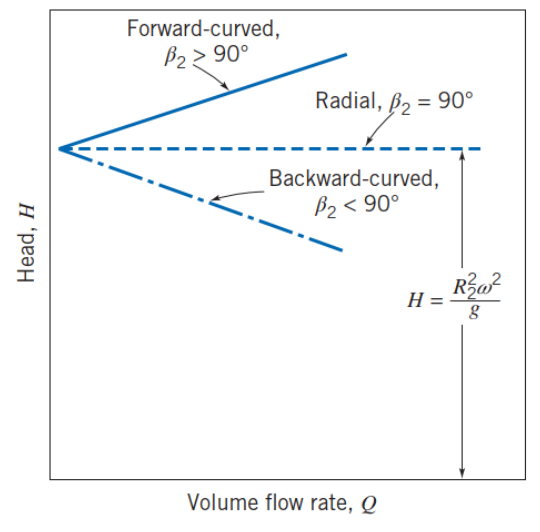 Forward-curved,
β₂ > 90°
Radial, β₂ = 90°
Backward-curved,
β₂ < 90°
Head, H
H = R₂²ω²/g
Volume flow rate, Q